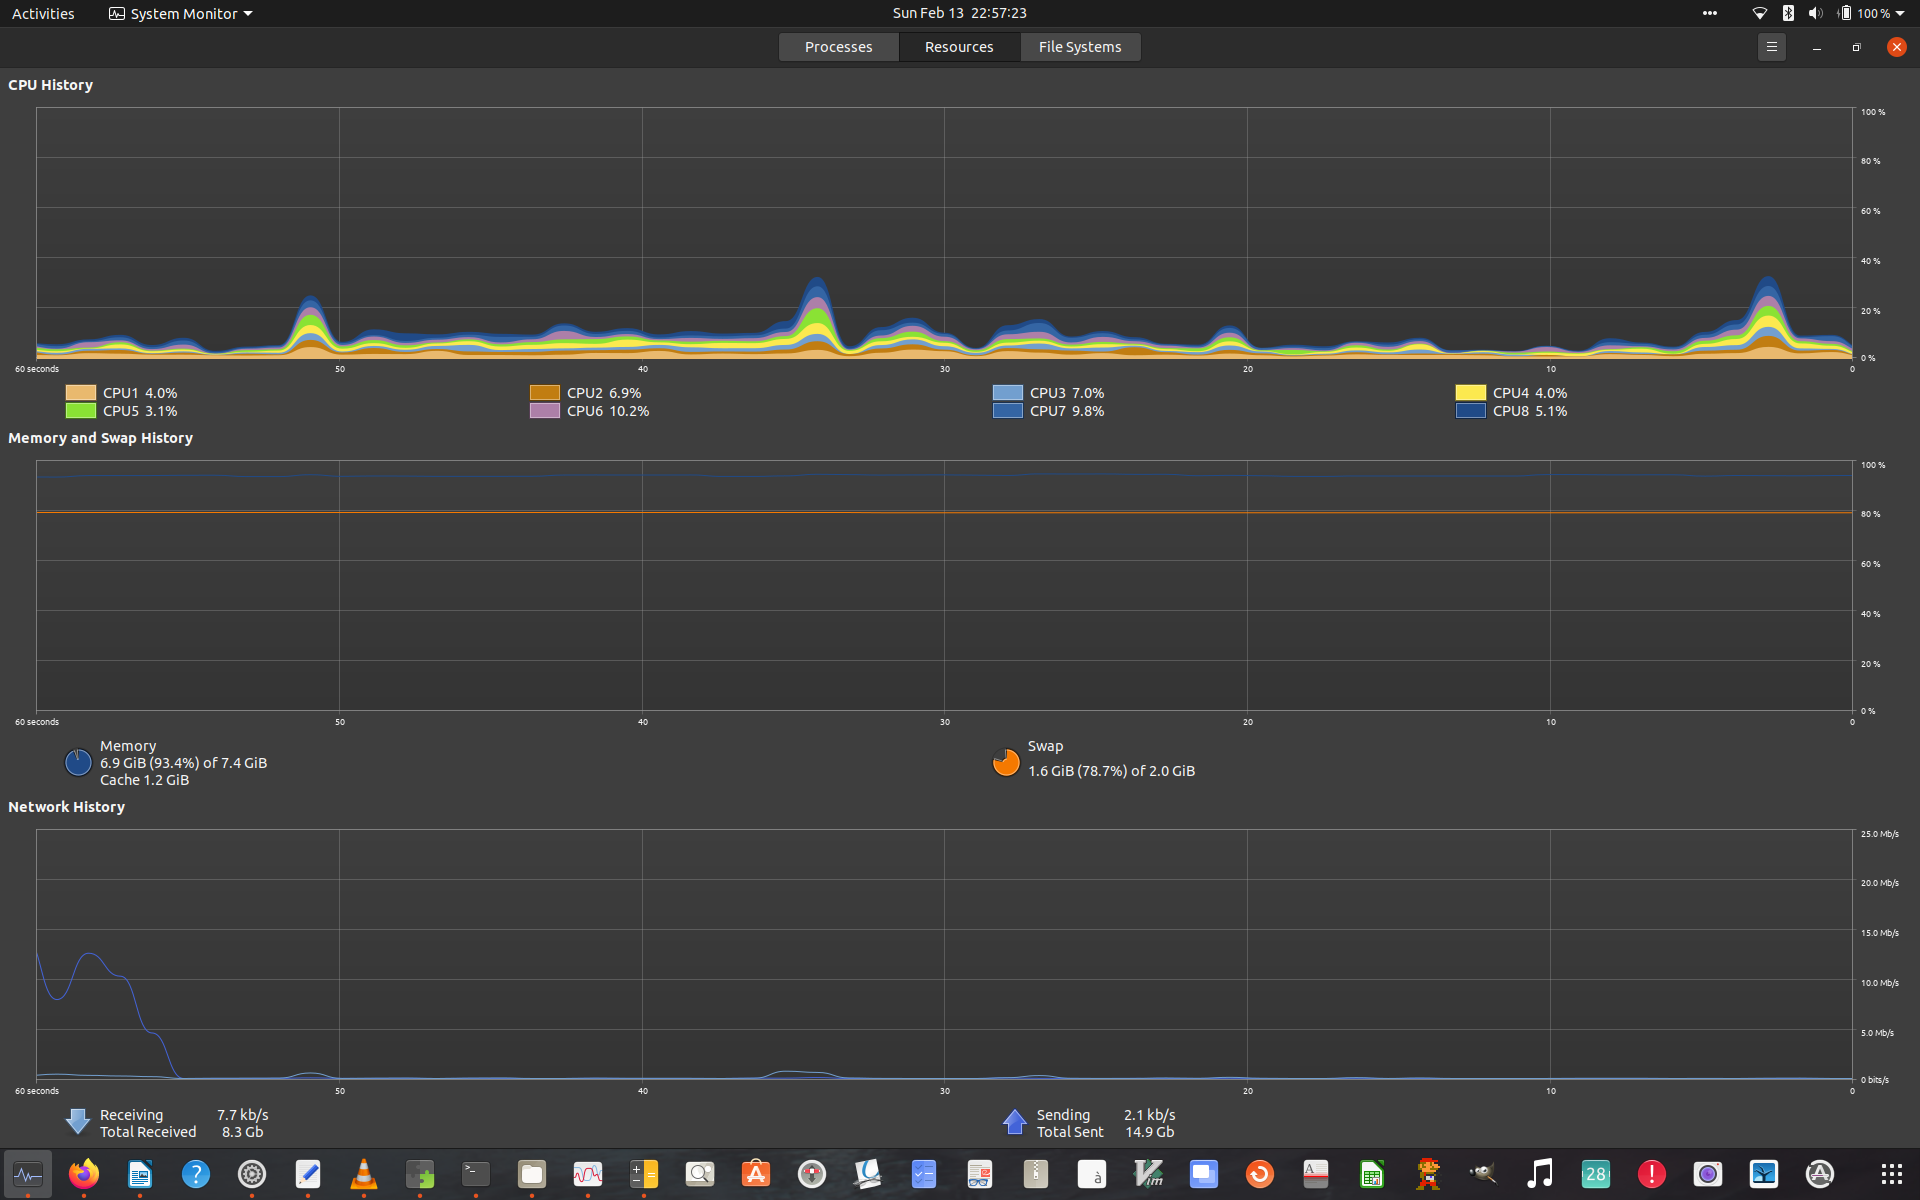 Activities
System Monitor
Sun Feb 13 22:57:23
100 %
Processes
Resources
File Systems
CPU History
100 %
80 %
60 %
40 %
20 %
0 %
60 seconds
50
40
30
20
10
0
CPU1 4.0%
CPU2 6.9%
CPU3 7.0%
CPU4 4.0%
CPU5 3.1%
CPU6 10.2%
CPU7 9.8%
CPU8 5.1%
Memory and Swap History
100 %
80 %
60 %
40 %
20 %
0 %
60 seconds
50
40
30
20
10
0
Memory
6.9 GiB (93.4%) of 7.4 GiB
Cache 1.2 GiB
Swap
1.6 GiB (78.7%) of 2.0 GiB
Network History
25.0 Mb/s
20.0 Mb/s
15.0 Mb/s
10.0 Mb/s
5.0 Mb/s
0 bits/s
60 seconds
50
40
30
20
10
0
Receiving 7.7 kb/s
Total Received 8.3 Gb
Sending 2.1 kb/s
Total Sent 14.9 Gb
?
>_
à
Vim
A
28
!